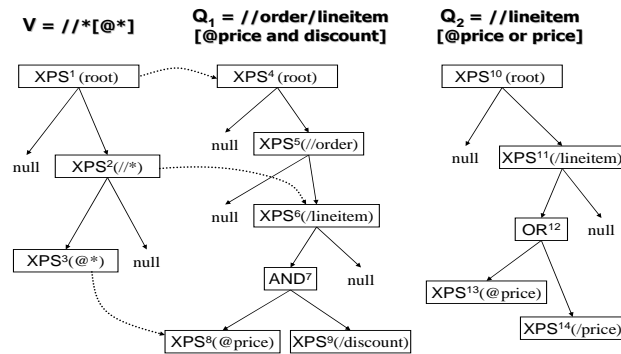 V = //*[@*]
Q1 = //order/lineitem
[@price and discount]
Q2 = //lineitem
[@price or price]
XPS1 (root)
XPS4 (root)
XPS10 (root)
null
null
null
XPS5(//order)
XPS2(//*)
XPS11(/lineitem)
null
XPS6(/lineitem)
OR12
null
XPS3(@*)
null
AND7
null
XPS13(@price)
XPS8(@price)
XPS9(/discount)
XPS14(/price)